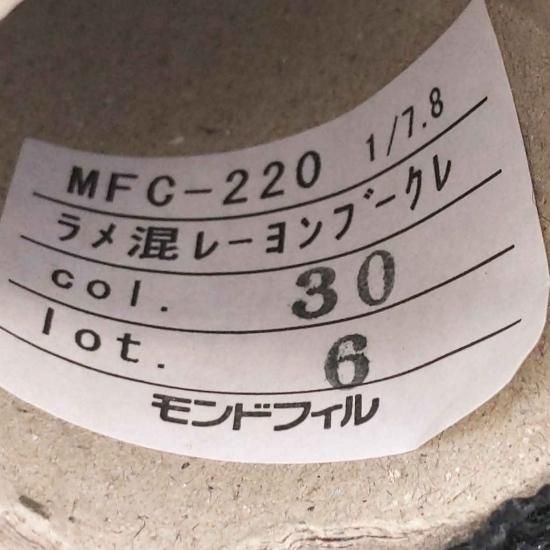 MFC-220 1/7.8
ラメ混レーヨンブークレ
col. 30
lot. 6
モンドフィル